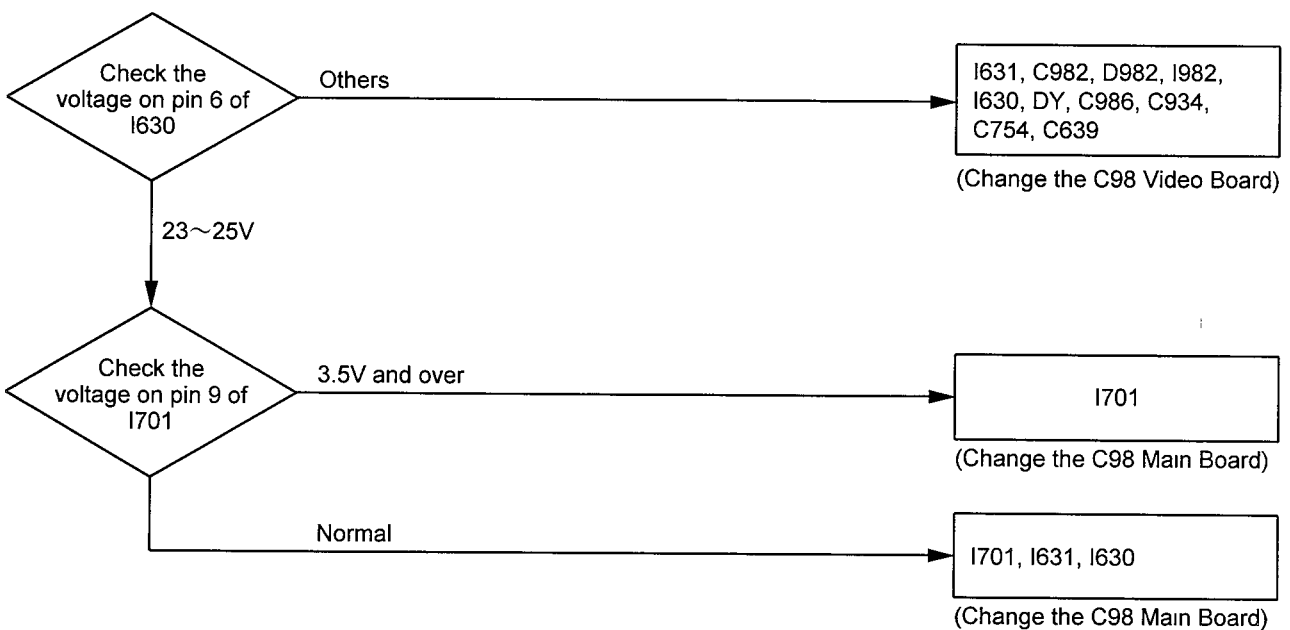 Check the
voltage on pin 6 of
I630
Others
I631, C982, D982, I982,
I630, DY, C986, C934,
C754, C639
(Change the C98 Video Board)
23～25V
Check the
voltage on pin 9 of
I701
3.5V and over
I701
(Change the C98 Main Board)
Normal
I701, I631, I630
(Change the C98 Main Board)